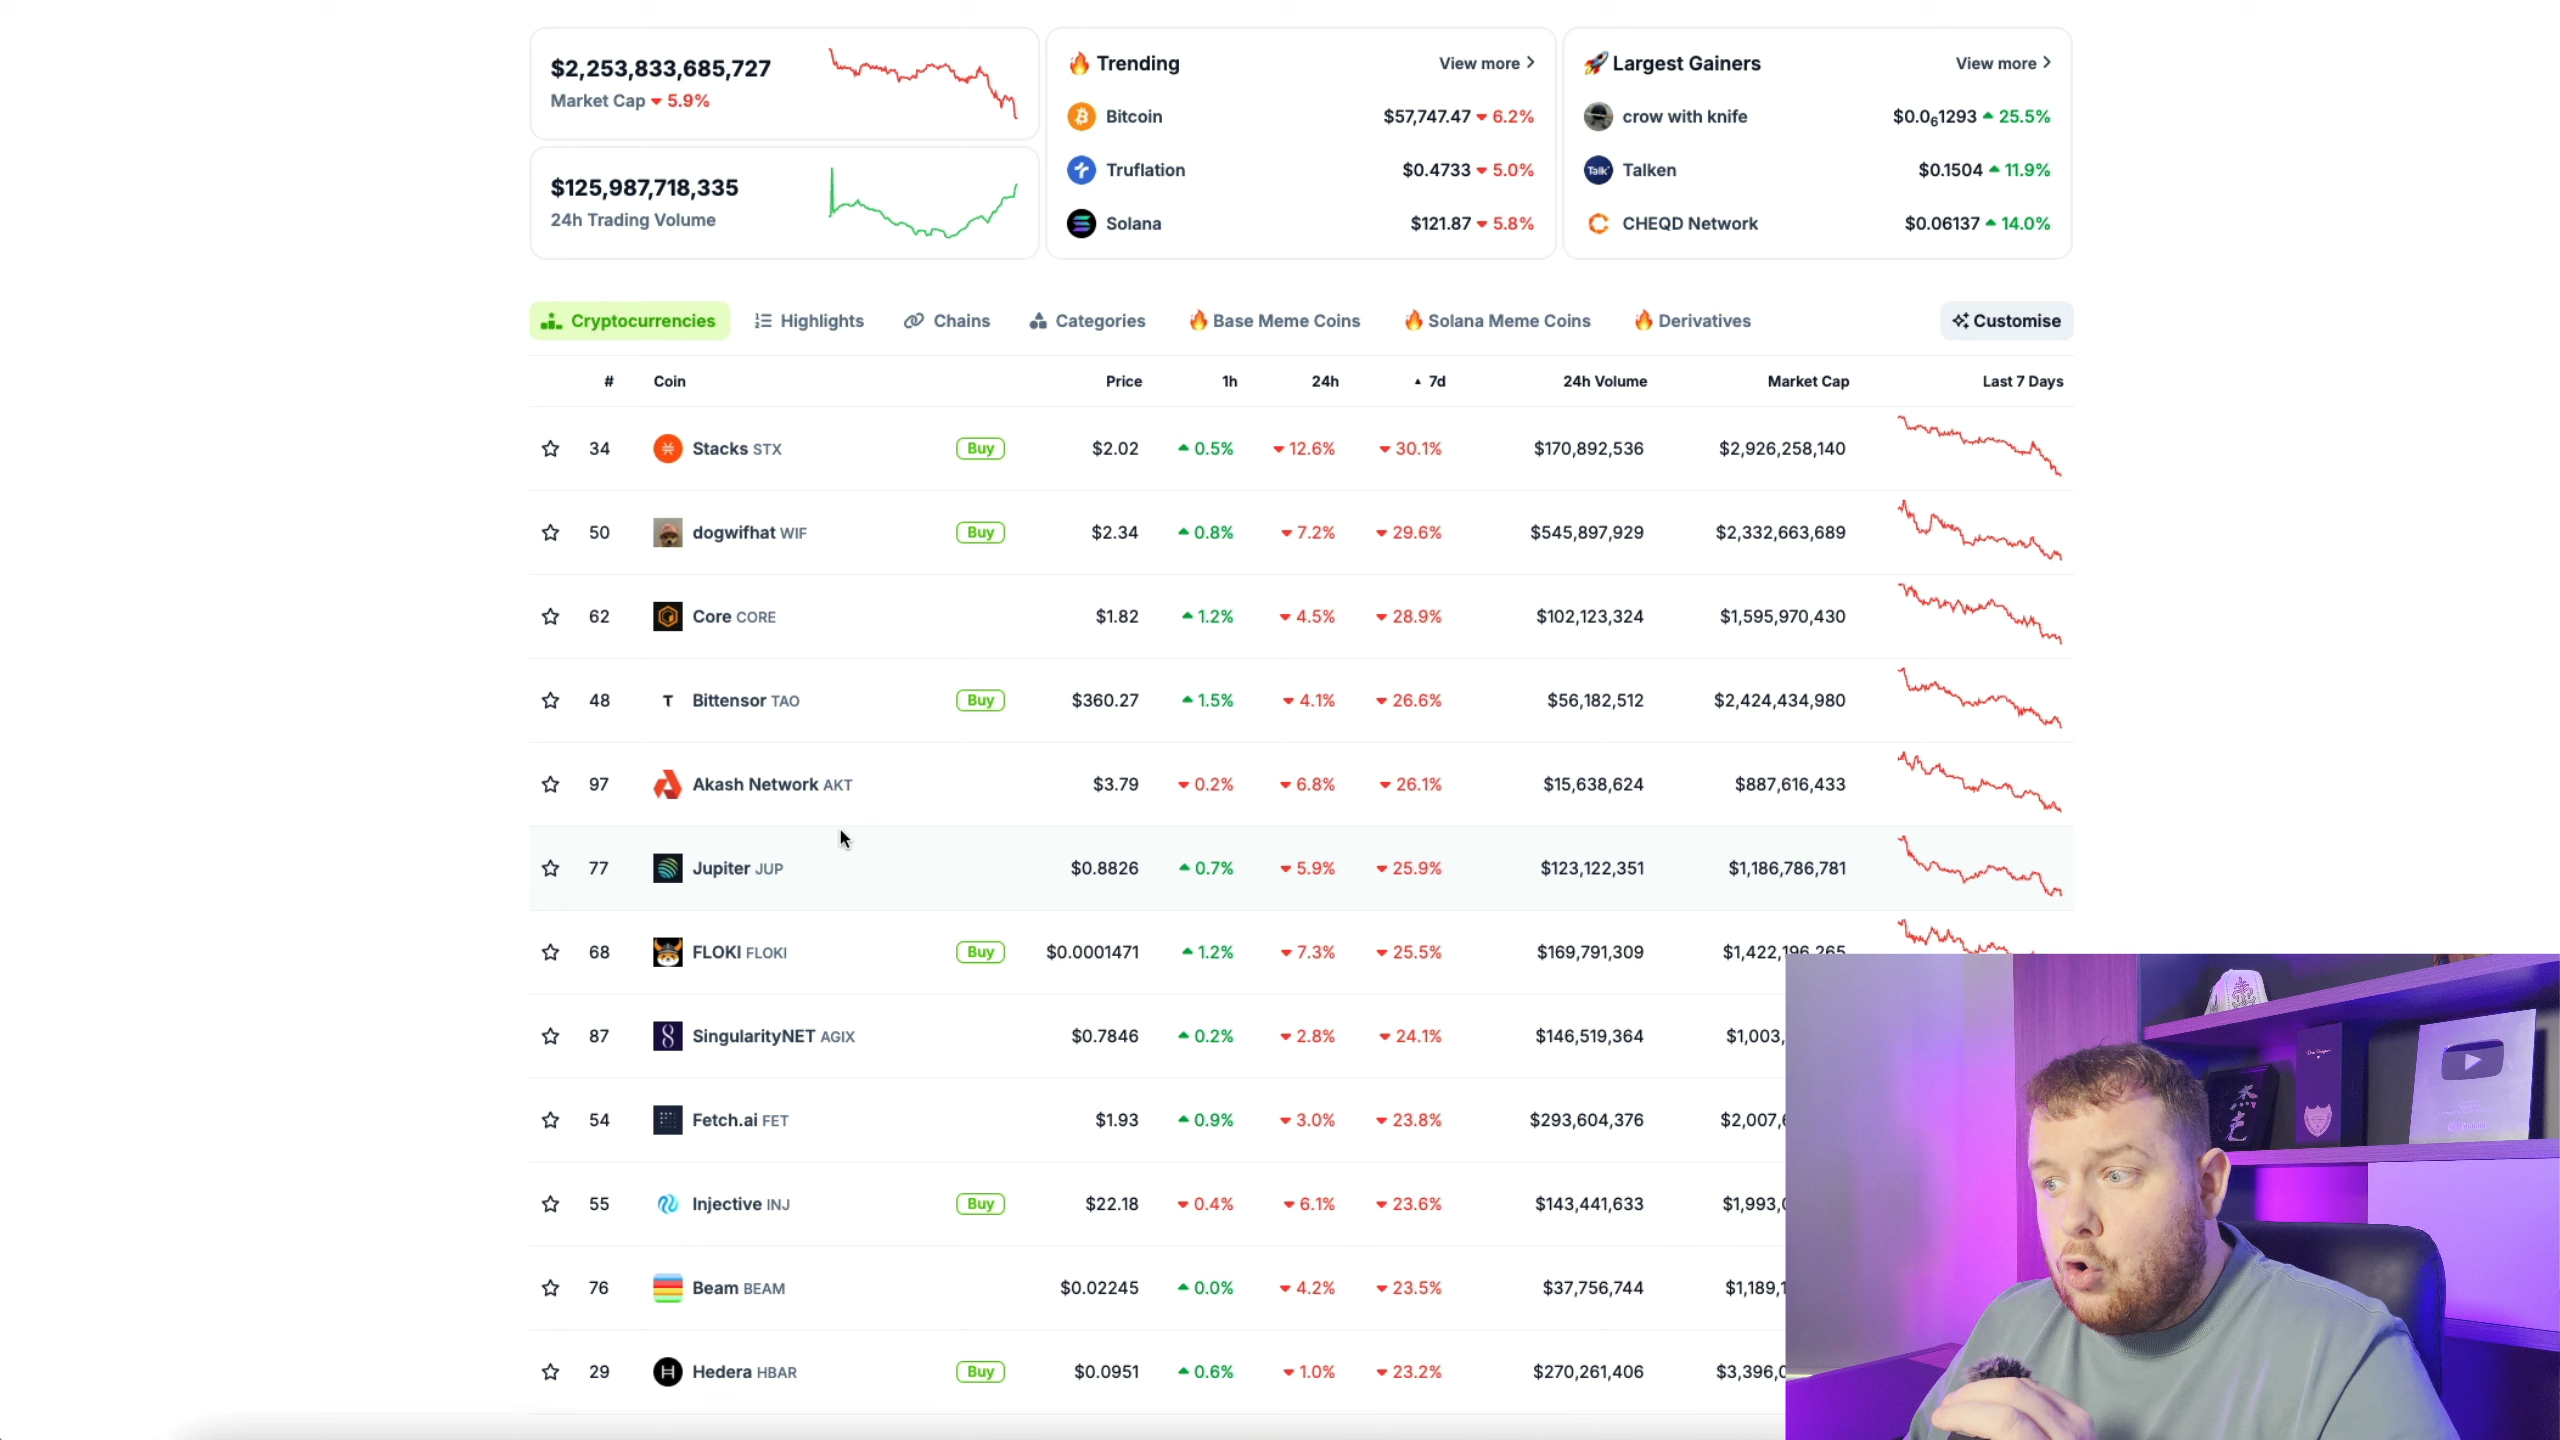 $2,253,833,685,727
Market Cap 5.9%
$125,987,718,335
24h Trading Volume
🔥 Trending View more
Bitcoin $57,747.47 6.2%
Truflation $0.4733 5.0%
Solana $121.87 5.8%
🚀 Largest Gainers View more
crow with knife $0.0₆1293 25.5%
Talken $0.1504 11.9%
CHEQD Network $0.06137 14.0%
Cryptocurrencies Highlights Chains Categories 🔥 Base Meme Coins 🔥 Solana Meme Coins 🔥 Derivatives Customise
# Coin Price 1h 24h 7d 24h Volume Market Cap Last 7 Days
34 Stacks STX Buy $2.02 0.5% 12.6% 30.1% $170,892,536 $2,926,258,140
50 dogwifhat WIF Buy $2.34 0.8% 7.2% 29.6% $545,897,929 $2,332,663,689
62 Core CORE $1.82 1.2% 4.5% 28.9% $102,123,324 $1,595,970,430
48 Bittensor TAO Buy $360.27 1.5% 4.1% 26.6% $56,182,512 $2,424,434,980
97 Akash Network AKT $3.79 0.2% 6.8% 26.1% $15,638,624 $887,616,433
77 Jupiter JUP $0.8826 0.7% 5.9% 25.9% $123,122,351 $1,186,786,781
68 FLOKI FLOKI Buy $0.0001471 1.2% 7.3% 25.5% $169,791,309 $1,422,196,265
87 SingularityNET AGIX $0.7846 0.2% 2.8% 24.1% $146,519,364 $1,003,
54 Fetch.ai FET $1.93 0.9% 3.0% 23.8% $293,604,376 $2,007,
55 Injective INJ Buy $22.18 0.4% 6.1% 23.6% $143,441,633 $1,993,
76 Beam BEAM $0.02245 0.0% 4.2% 23.5% $37,756,744 $1,189,
29 Hedera HBAR Buy $0.0951 0.6% 1.0% 23.2% $270,261,406 $3,396,